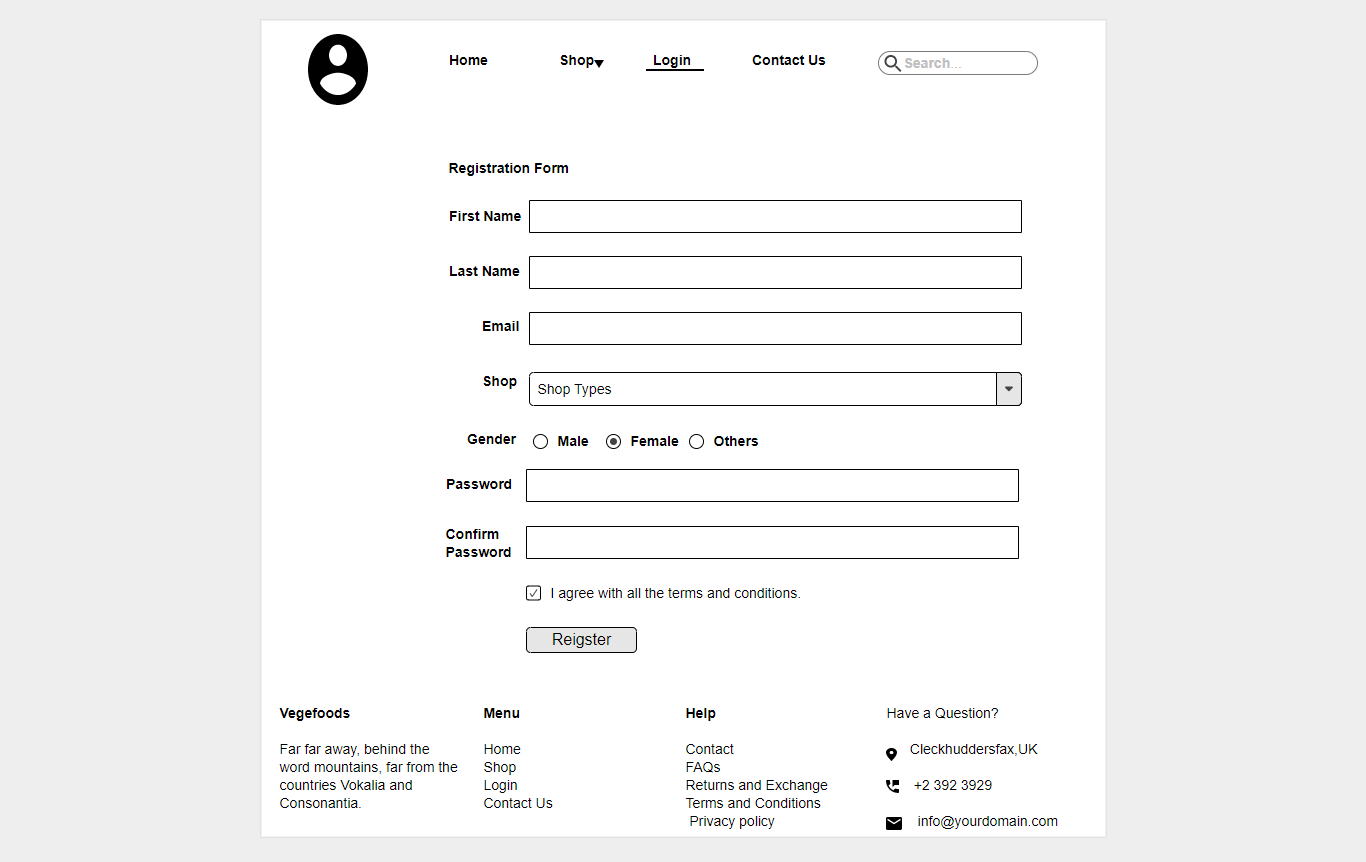 Home Shop Login Contact Us Search...
Registration Form
First Name
Last Name
Email
Shop Shop Types
Gender Male Female Others
Password
Confirm
Password
I agree with all the terms and conditions.
Reigster
Vegefoods
Far far away, behind the
word mountains, far from the
countries Vokalia and
Consonantia.
Menu
Home
Shop
Login
Contact Us
Help
Contact
FAQs
Returns and Exchange
Terms and Conditions
Privacy policy
Have a Question?
Cleckhuddersfax,UK
+2 392 3929
info@yourdomain.com